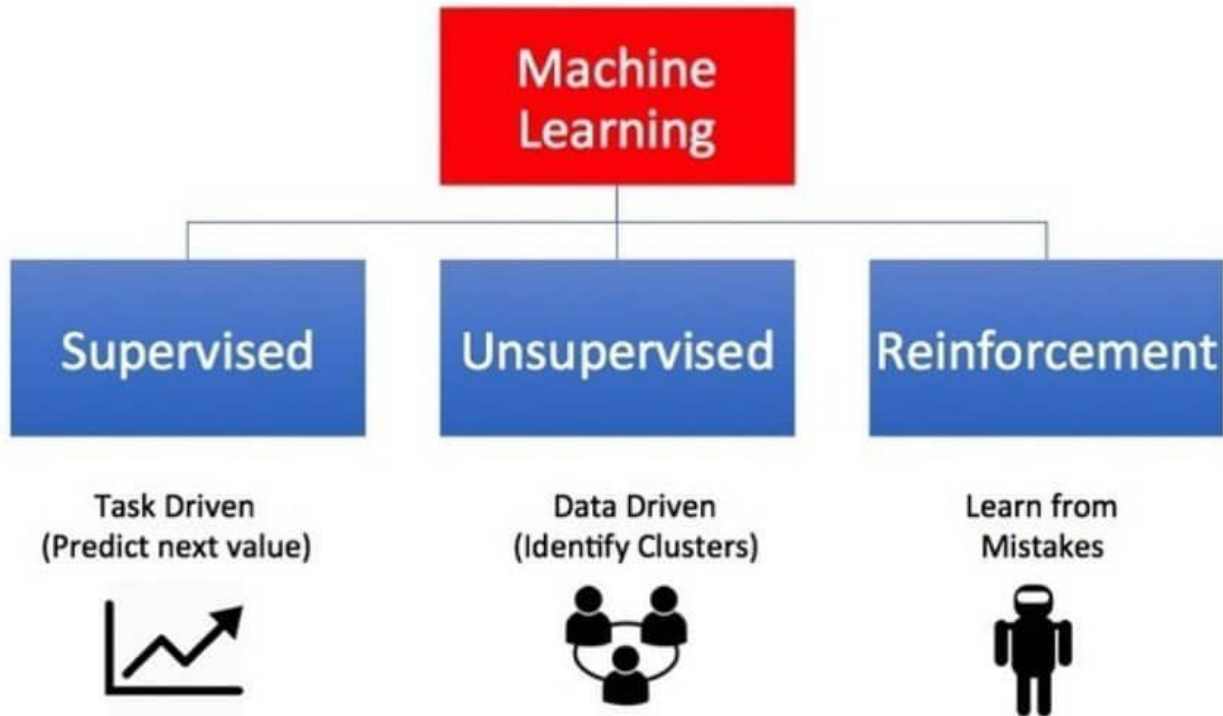 Machine
Learning
Supervised
Unsupervised
Reinforcement
Task Driven
(Predict next value)
Data Driven
(Identify Clusters)
Learn from
Mistakes